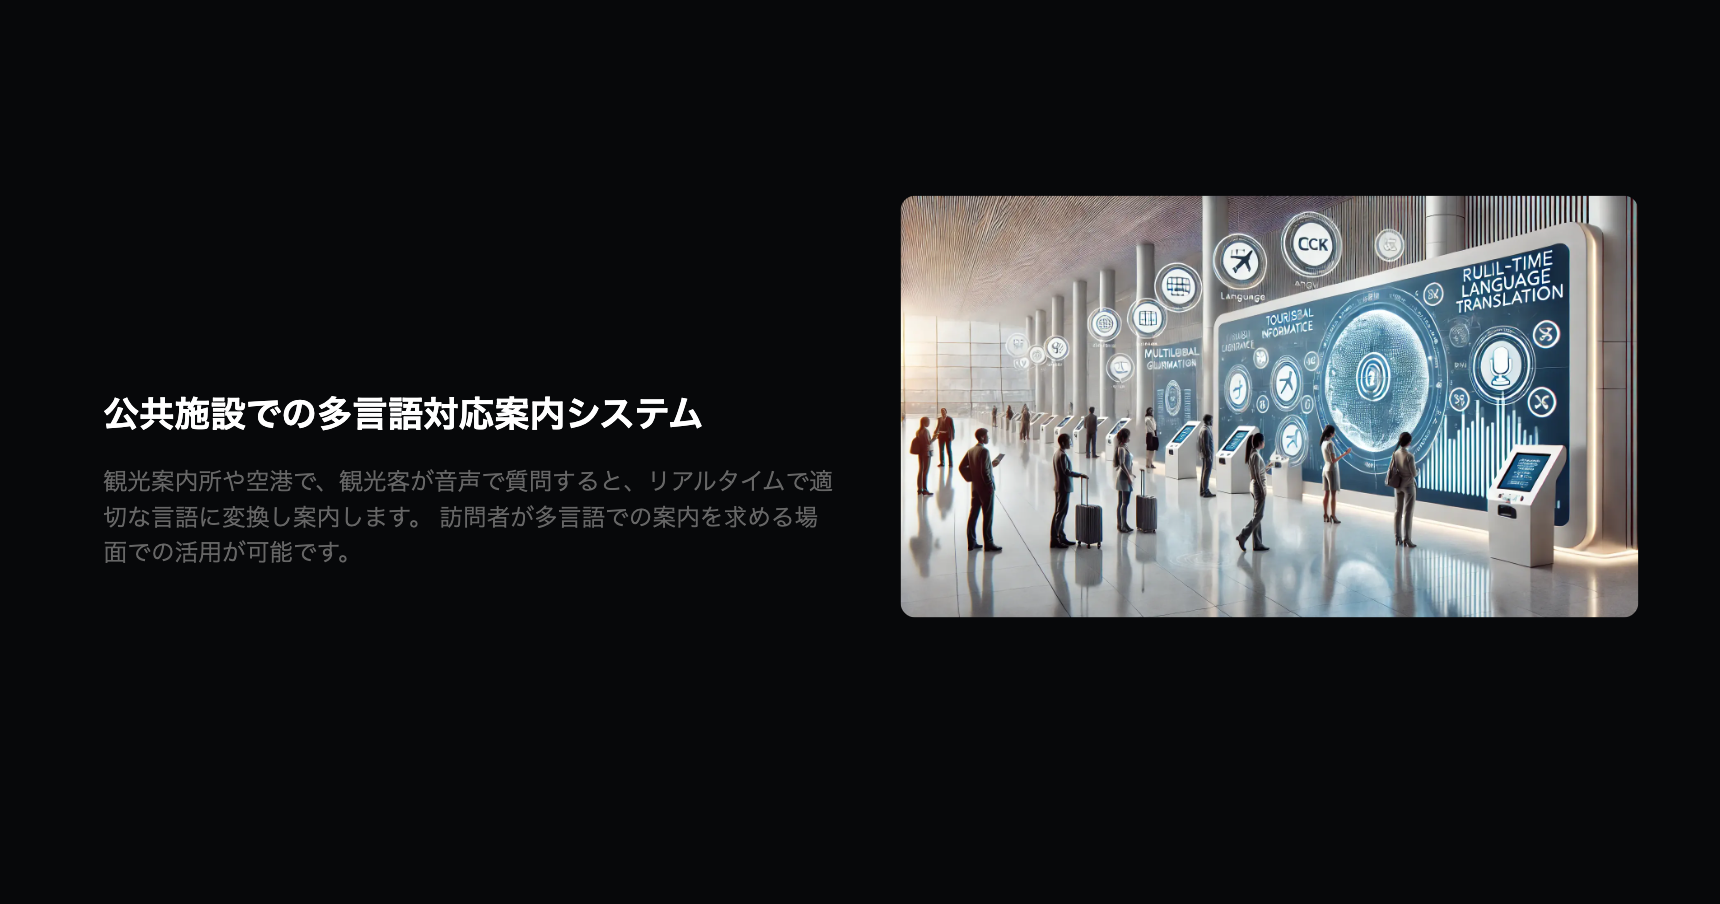 公共施設での多言語対応案内システム
観光案内所や空港で、観光客が音声で質問すると、リアルタイムで適
切な言語に変換し案内します。 訪問者が多言語での案内を求める場
面での活用が可能です。
CCK
Language
RULIL-TIME
LANGUAGE
TRANSLATION
TOURISBAL
INFORMATICE
MULTILOBAL